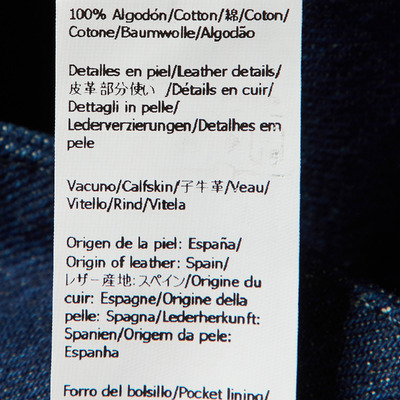 100% Algodón/Cotton/綿/Coton/
Cotone/Baumwolle/Algodão
Detalles en piel/Leather details/
皮革部分使い /Détails en cuir/
Dettagli in pelle/
Lederverzierungen/Detalhes em
pele
Vacuno/Calfskin/子牛革/Veau/
Vitello/Rind/Vitela
Origen de la piel: España/
Origin of leather: Spain/
レザー産地:スペイン/Origine du
cuir: Espagne/Origine della
pelle: Spagna/Lederherkunft:
Spanien/Origem da pele:
Espanha
Forro del bolsillo/Pocket lining/